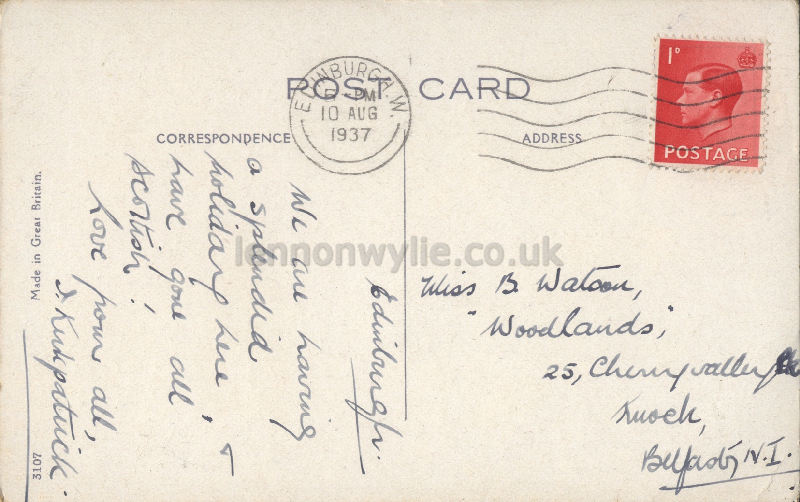 POST CARD
EDINBURGH. W.
5 - PM
10 AUG
1937
1D
POSTAGE
CORRESPONDENCE
ADDRESS
Edinburgh.
We are having
a splendid
holiday here &
have gone all
Scottish!
Love from all,
I. Kirkpatrick.
Miss B. Watson,
"Woodlands",
25, Cherryvalley
Knock,
Belfast, N.I.
Made in Great Britain.
3107
lennonwylie.co.uk